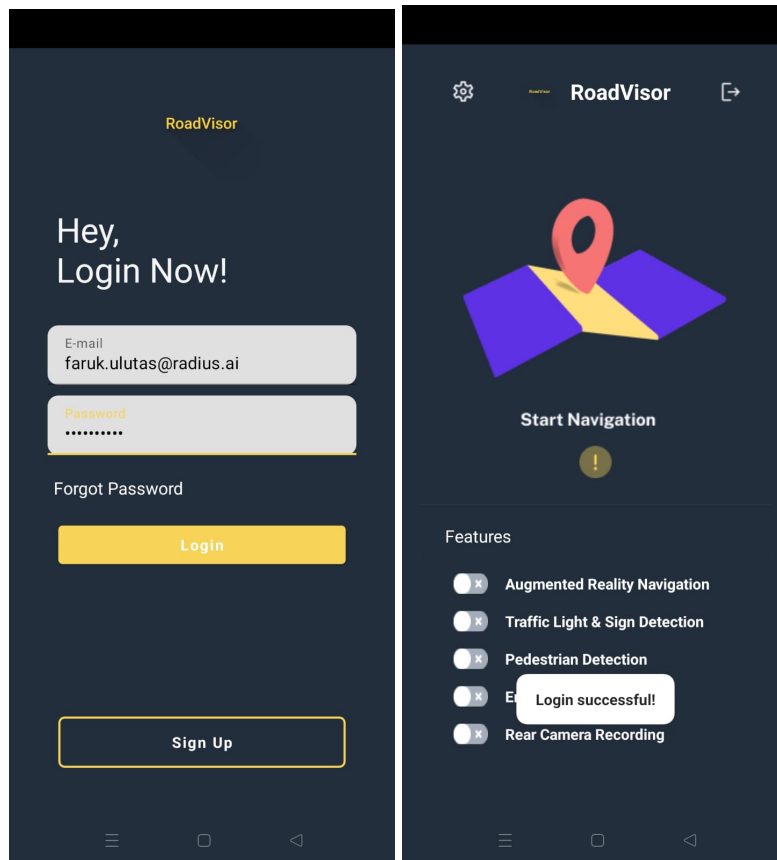 RoadVisor
Hey,
Login Now!
E-mail
faruk.ulutas@radius.ai
Password
••••••••••
Forgot Password
Login
Sign Up
RoadVisor RoadVisor
Start Navigation
!
Features
Augmented Reality Navigation
Traffic Light & Sign Detection
Pedestrian Detection
Login successful!
Rear Camera Recording